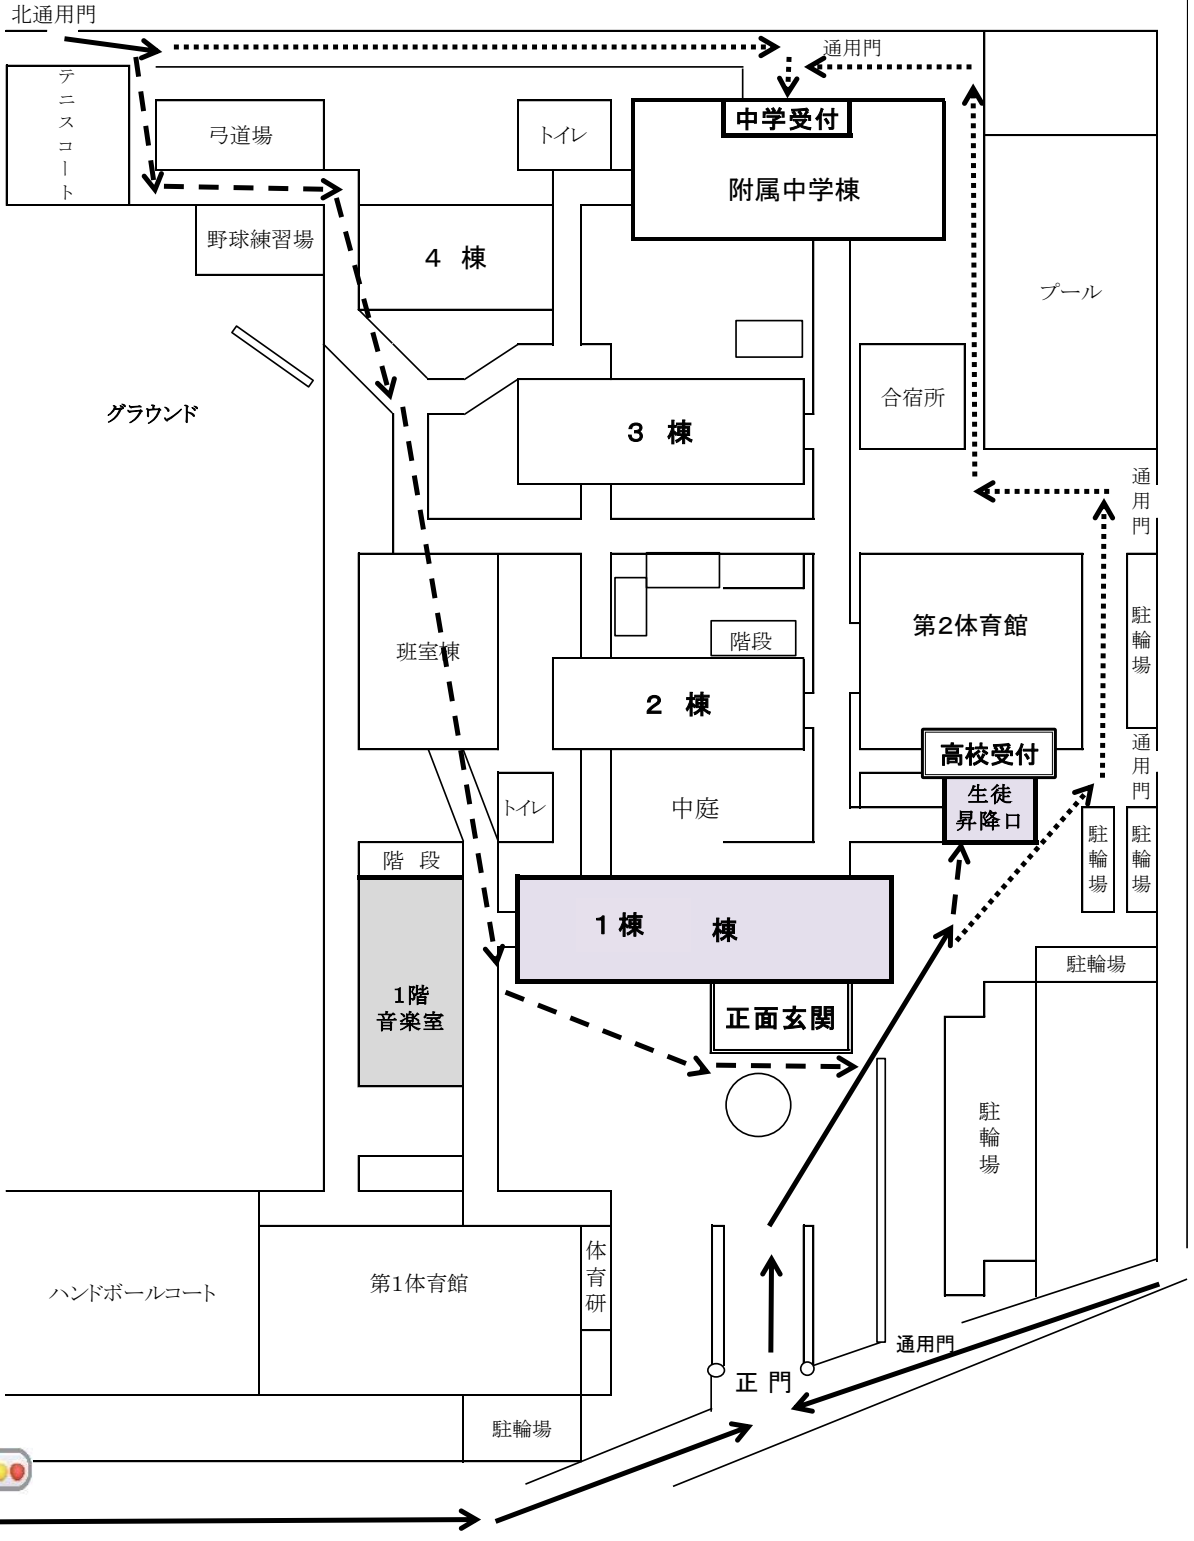 北通用門
通用門
テニスコート
弓道場
トイレ
中学受付
附属中学棟
野球練習場
4 棟
プール
合宿所
グラウンド
3 棟
通用門
班室棟
階段
第2体育館
駐輪場
2 棟
高校受付
通用門
生徒
昇降口
トイレ
中庭
駐輪場
駐輪場
階 段
1棟 棟
駐輪場
1階
音楽室
正面玄関
駐輪場
体育研
ハンドボールコート
第1体育館
通用門
正 門
駐輪場